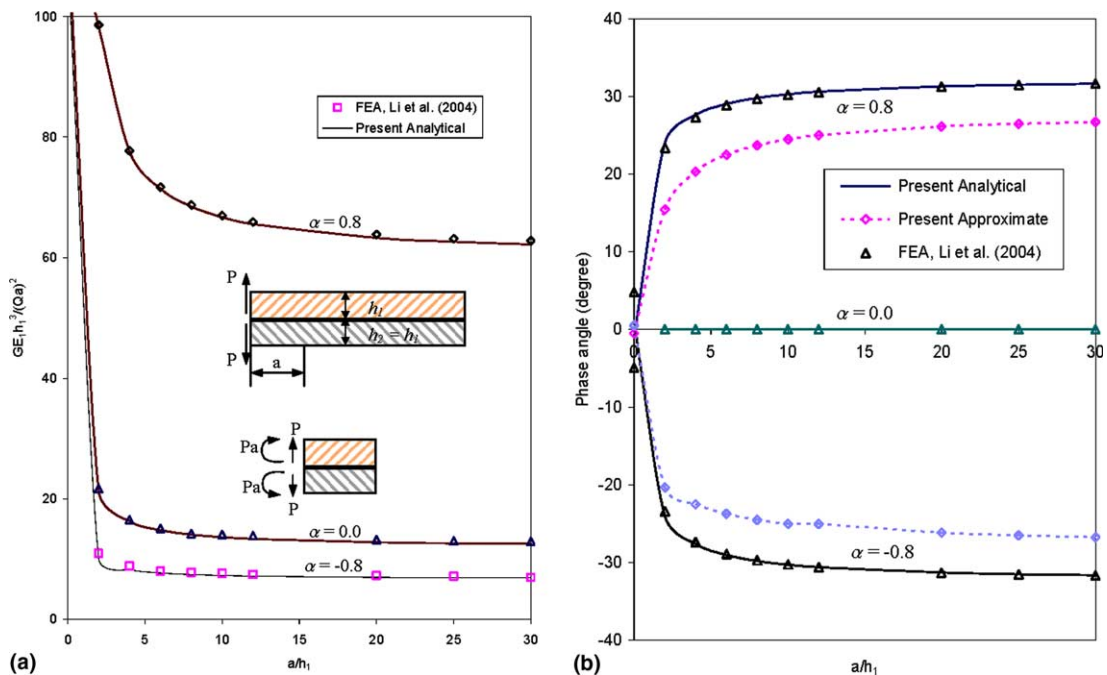 100
80
60
40
20
0
0
5
10
15
20
25
30
GE₁h₁³/(Qa)²
a/h₁
(a)
FEA, Li et al. (2004)
Present Analytical
α = 0.8
P
h₁
h₂ = h₁
P
a
P
Pa
Pa
P
α = 0.0
α = -0.8
40
30
20
10
0
-10
-20
-30
-40
0
5
10
15
20
25
30
Phase angle (degree)
a/h₁
(b)
α = 0.8
Present Analytical
Present Approximate
FEA, Li et al. (2004)
α = 0.0
α = -0.8